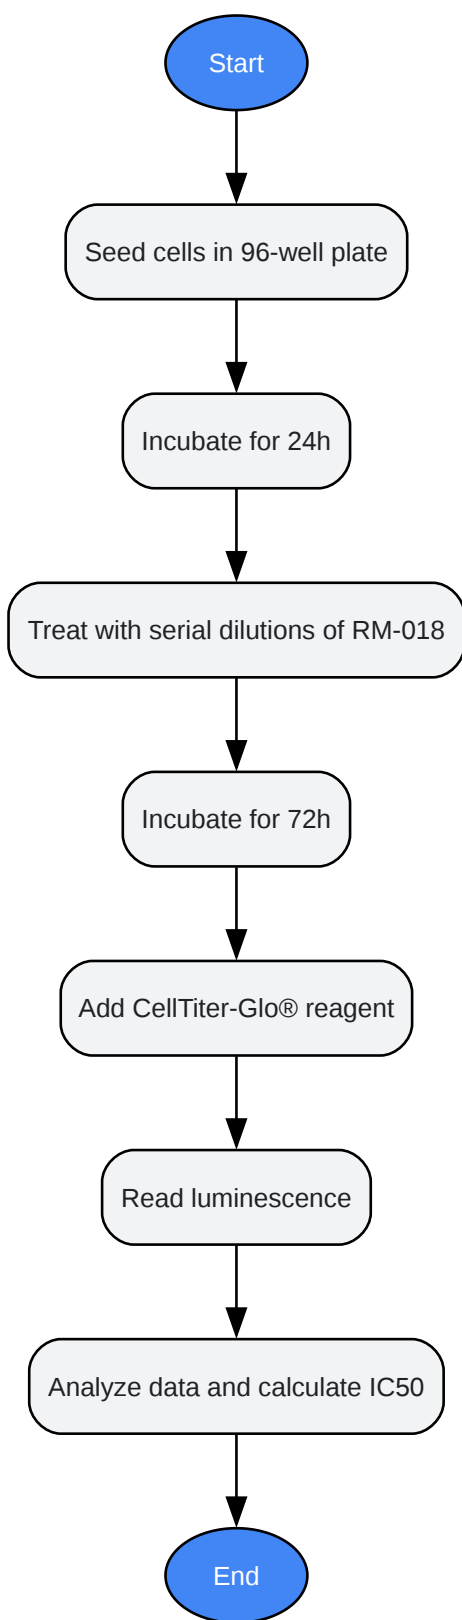 Start
Seed cells in 96-well plate
Incubate for 24h
Treat with serial dilutions of RM-018
Incubate for 72h
Add CellTiter-Glo® reagent
Read luminescence
Analyze data and calculate IC50
End